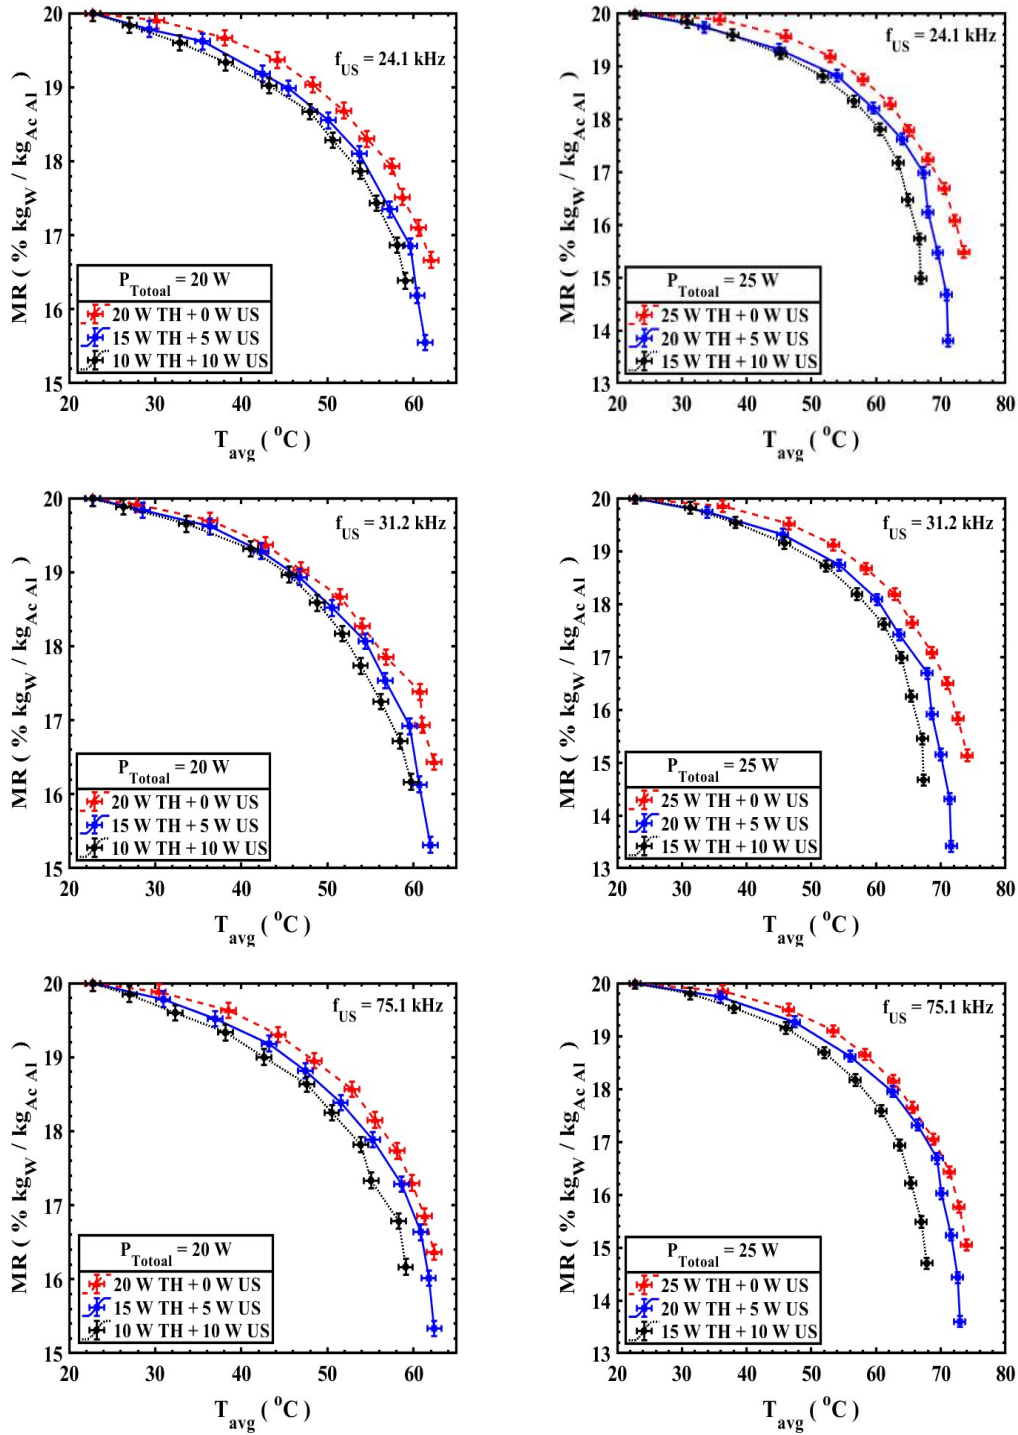 MR ( % kg_W / kg_Ac Al )
20
19
18
17
16
15
f_US = 24.1 kHz
P_Totoal = 20 W
20 W TH + 0 W US
15 W TH + 5 W US
10 W TH + 10 W US
20 30 40 50 60
T_avg ( °C )
MR ( % kg_W / kg_Ac Al )
20
19
18
17
16
15
14
13
f_US = 24.1 kHz
P_Totoal = 25 W
25 W TH + 0 W US
20 W TH + 5 W US
15 W TH + 10 W US
20 30 40 50 60 70 80
T_avg ( °C )
MR ( % kg_W / kg_Ac Al )
20
19
18
17
16
15
f_US = 31.2 kHz
P_Totoal = 20 W
20 W TH + 0 W US
15 W TH + 5 W US
10 W TH + 10 W US
20 30 40 50 60
T_avg ( °C )
MR ( % kg_W / kg_Ac Al )
20
19
18
17
16
15
14
13
f_US = 31.2 kHz
P_Totoal = 25 W
25 W TH + 0 W US
20 W TH + 5 W US
15 W TH + 10 W US
20 30 40 50 60 70 80
T_avg ( °C )
MR ( % kg_W / kg_Ac Al )
20
19
18
17
16
15
f_US = 75.1 kHz
P_Totoal = 20 W
20 W TH + 0 W US
15 W TH + 5 W US
10 W TH + 10 W US
20 30 40 50 60
T_avg ( °C )
MR ( % kg_W / kg_Ac Al )
20
19
18
17
16
15
14
13
f_US = 75.1 kHz
P_Totoal = 25 W
25 W TH + 0 W US
20 W TH + 5 W US
15 W TH + 10 W US
20 30 40 50 60 70 80
T_avg ( °C )